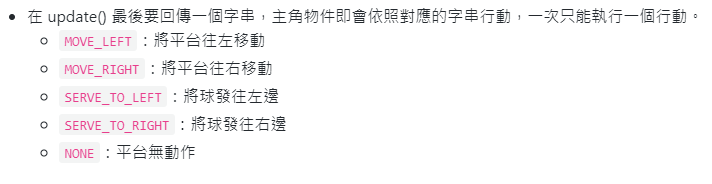 在 update() 最後要回傳一個字串，主角物件即會依照對應的字串行動，一次只能執行一個行動。
MOVE_LEFT：將平台往左移動
MOVE_RIGHT：將平台往右移動
SERVE_TO_LEFT：將球發往左邊
SERVE_TO_RIGHT：將球發往右邊
NONE：平台無動作